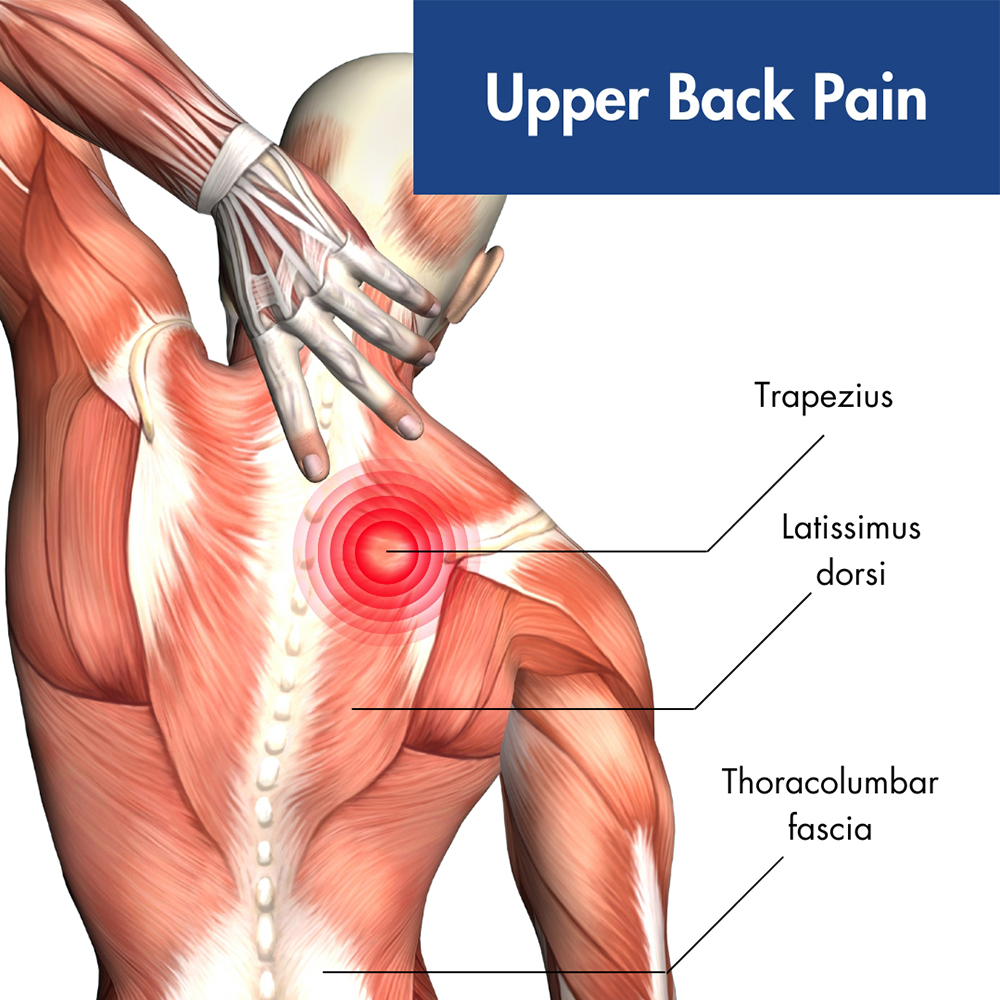 Upper Back Pain
Trapezius
Latissimus
dorsi
Thoracolumbar
fascia